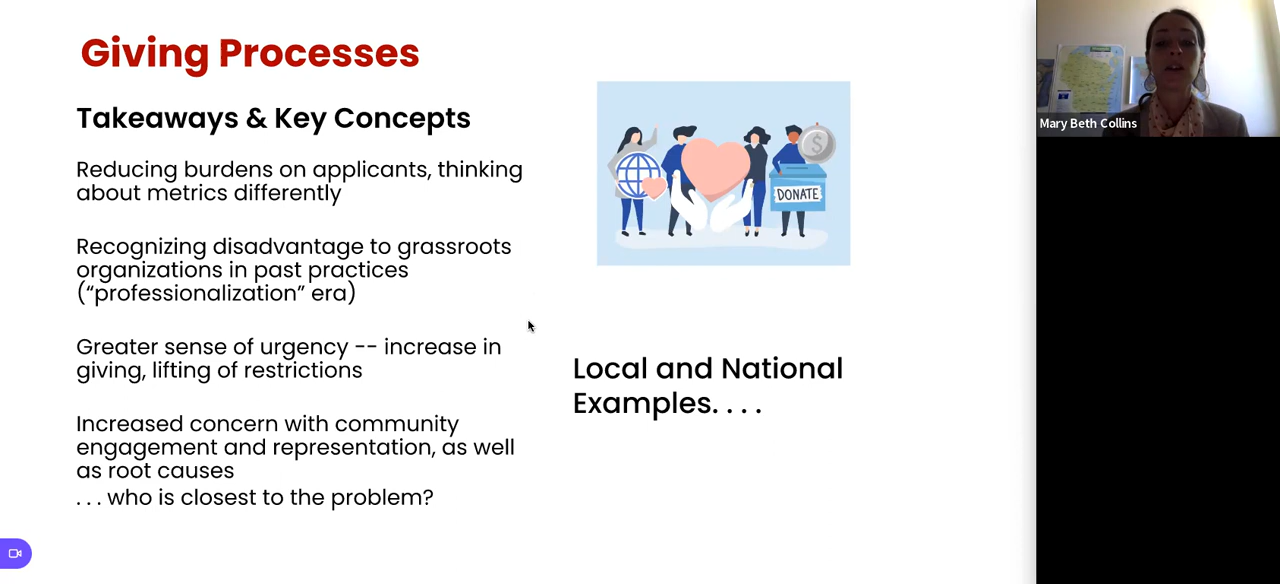 Giving Processes
Takeaways & Key Concepts
Reducing burdens on applicants, thinking
about metrics differently
Recognizing disadvantage to grassroots
organizations in past practices
(“professionalization” era)
Greater sense of urgency -- increase in
giving, lifting of restrictions
Increased concern with community
engagement and representation, as well
as root causes
. . . who is closest to the problem?
$
DONATE
Local and National
Examples. . . .
Mary Beth Collins